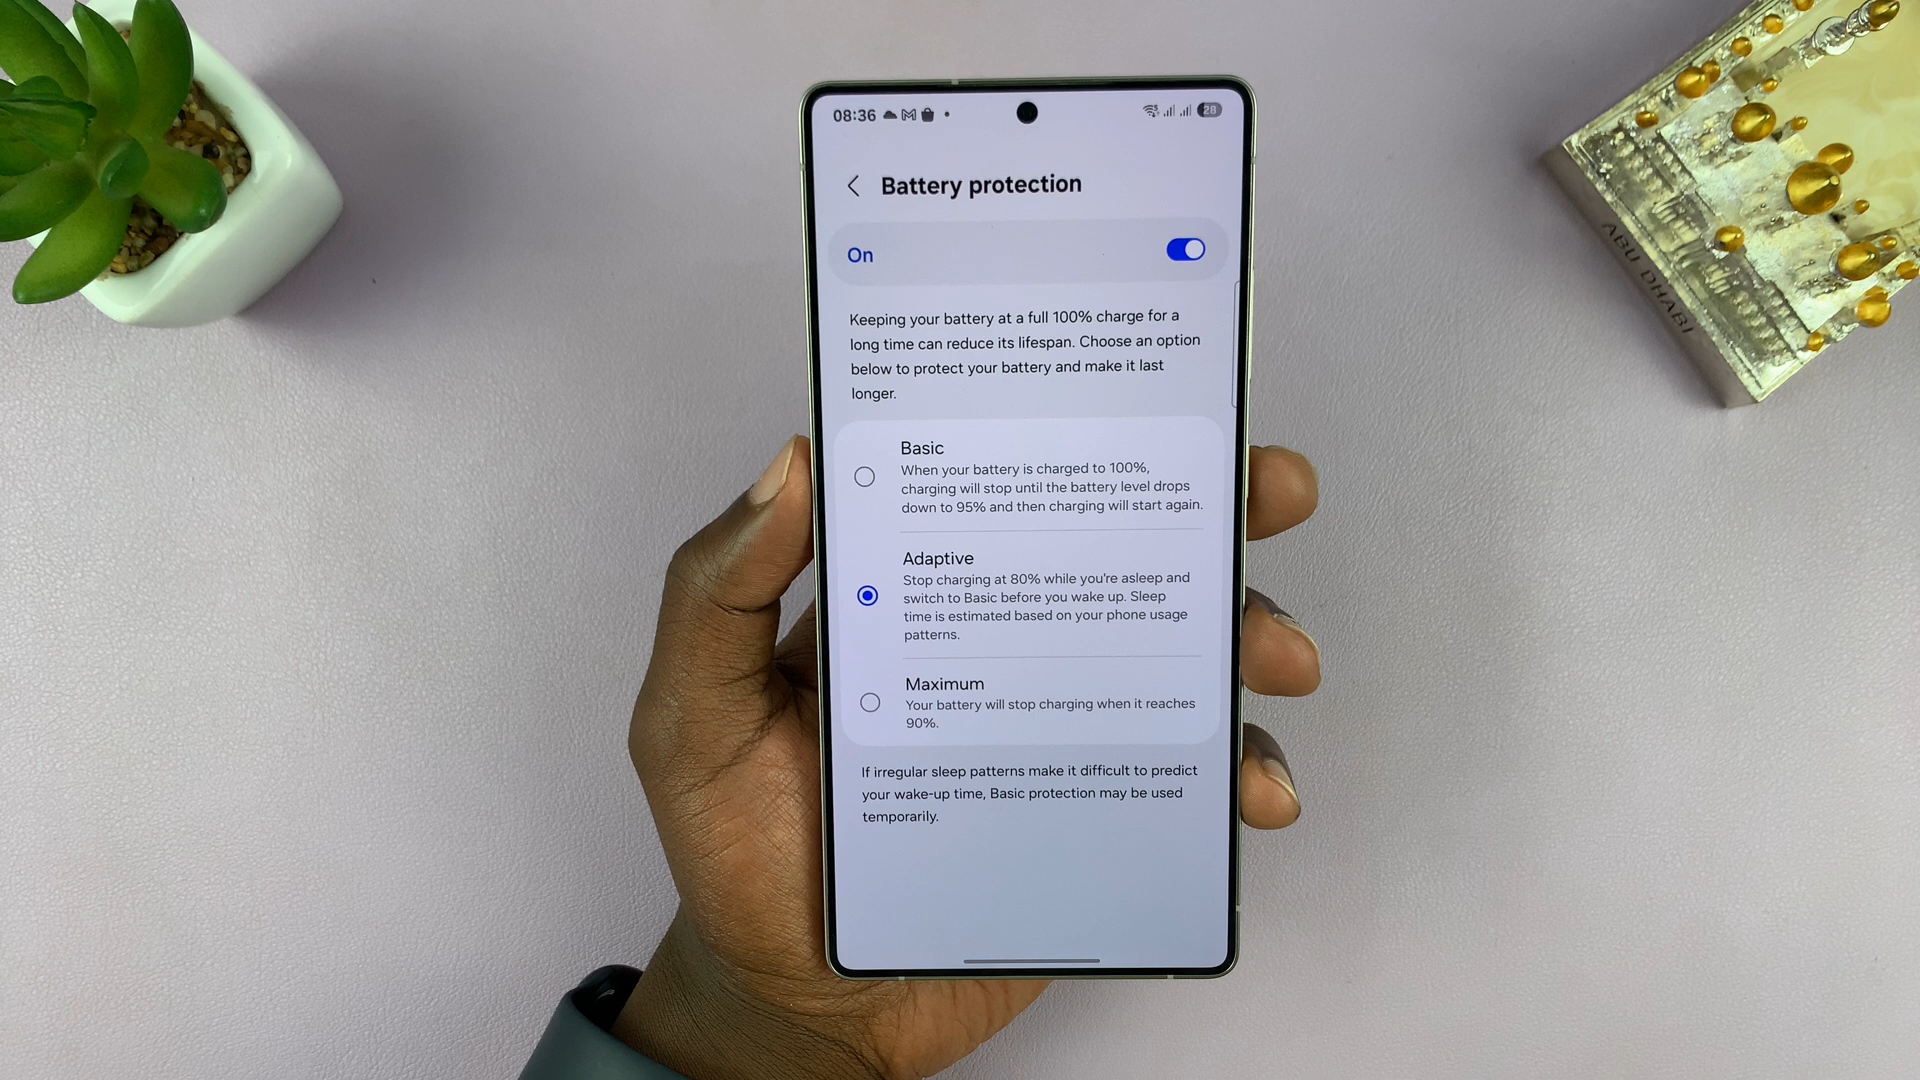 08:36
28
Battery protection
On
Keeping your battery at a full 100% charge for a
long time can reduce its lifespan. Choose an option
below to protect your battery and make it last
longer.
Basic
When your battery is charged to 100%,
charging will stop until the battery level drops
down to 95% and then charging will start again.
Adaptive
Stop charging at 80% while you're asleep and
switch to Basic before you wake up. Sleep
time is estimated based on your phone usage
patterns.
Maximum
Your battery will stop charging when it reaches
90%.
If irregular sleep patterns make it difficult to predict
your wake-up time, Basic protection may be used
temporarily.
ABU DHABI